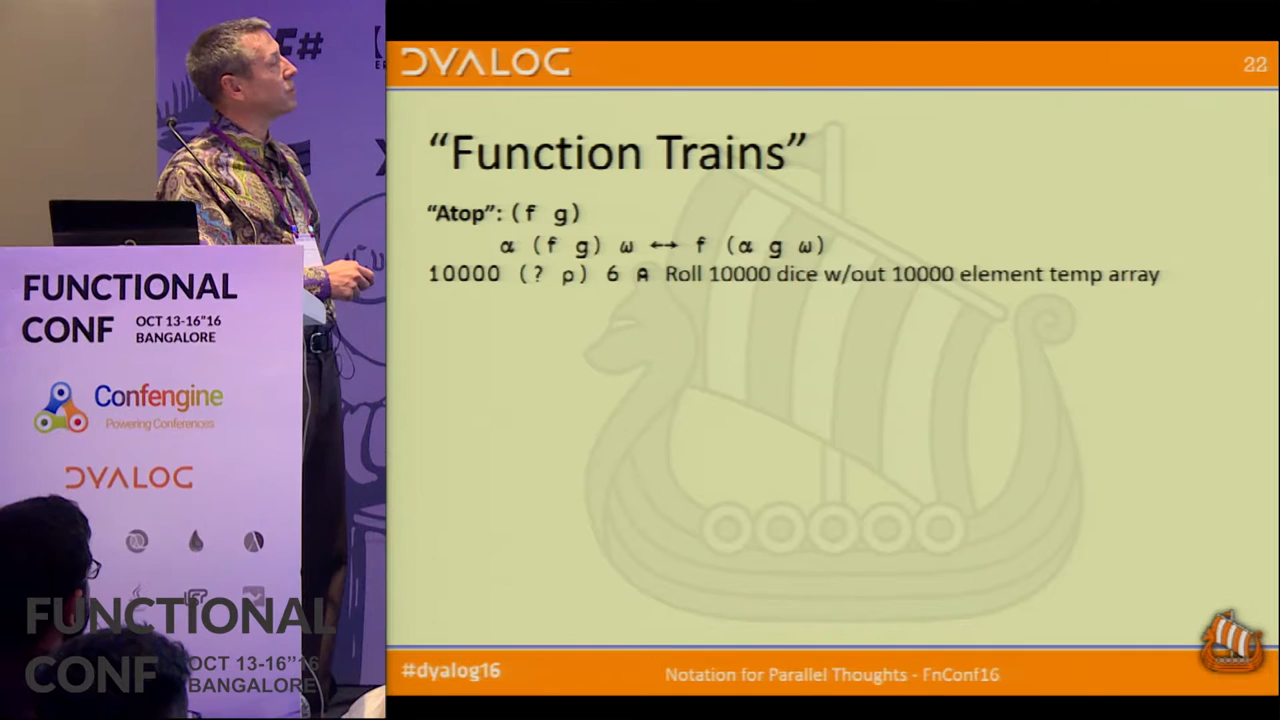 F#
DYALOG
22
“Function Trains”
“Atop”: (f g)
⍺ (f g) ⍵ ↔ f (⍺ g ⍵)
10000 (? ⍴) 6 ⍝ Roll 10000 dice w/out 10000 element temp array
#dyalog16
Notation for Parallel Thoughts - FnConf16
FUNCTIONAL
CONF OCT 13-16"16
BANGALORE
Confengine
Powering Conferences
DYALOG
FUNCTIONAL
CONF OCT 13-16"16
BANGALORE